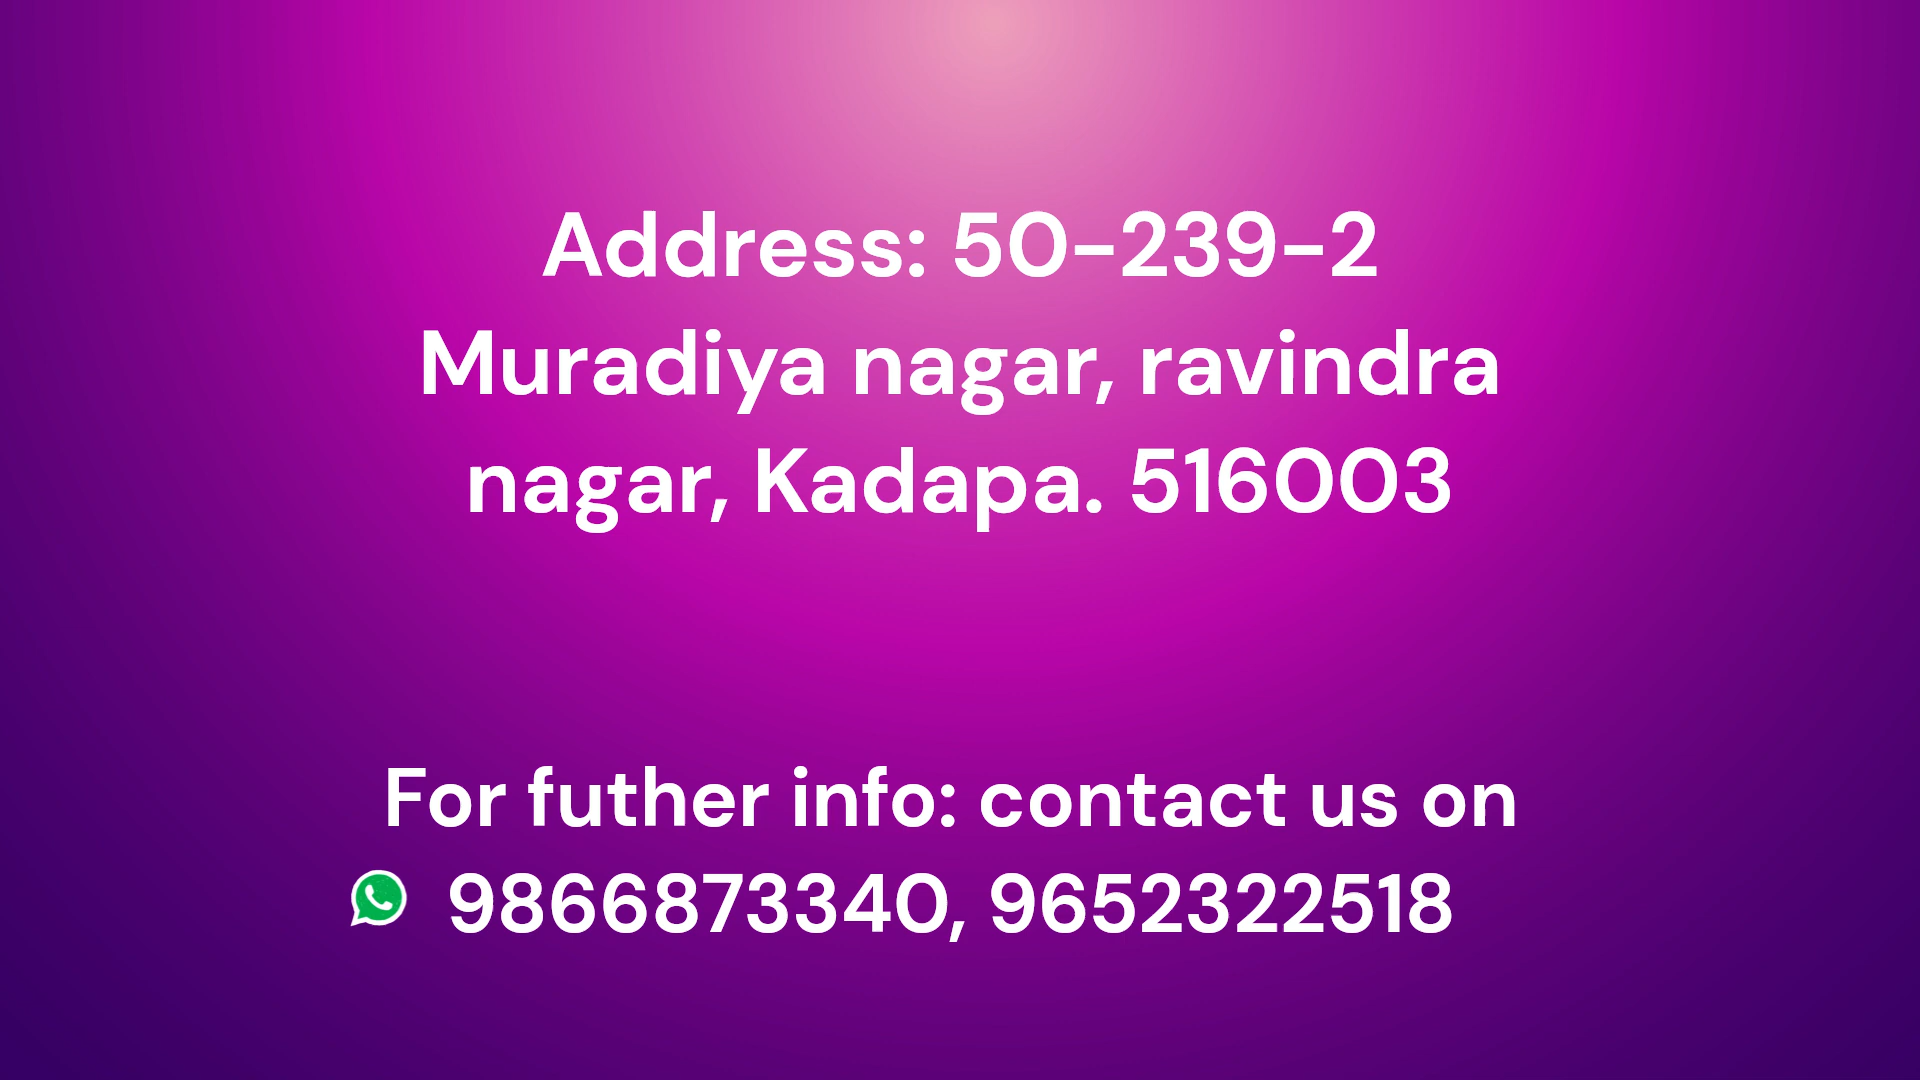 Address: 50-239-2
Muradiya nagar, ravindra
nagar, Kadapa. 516003
For futher info: contact us on
9866873340, 9652322518